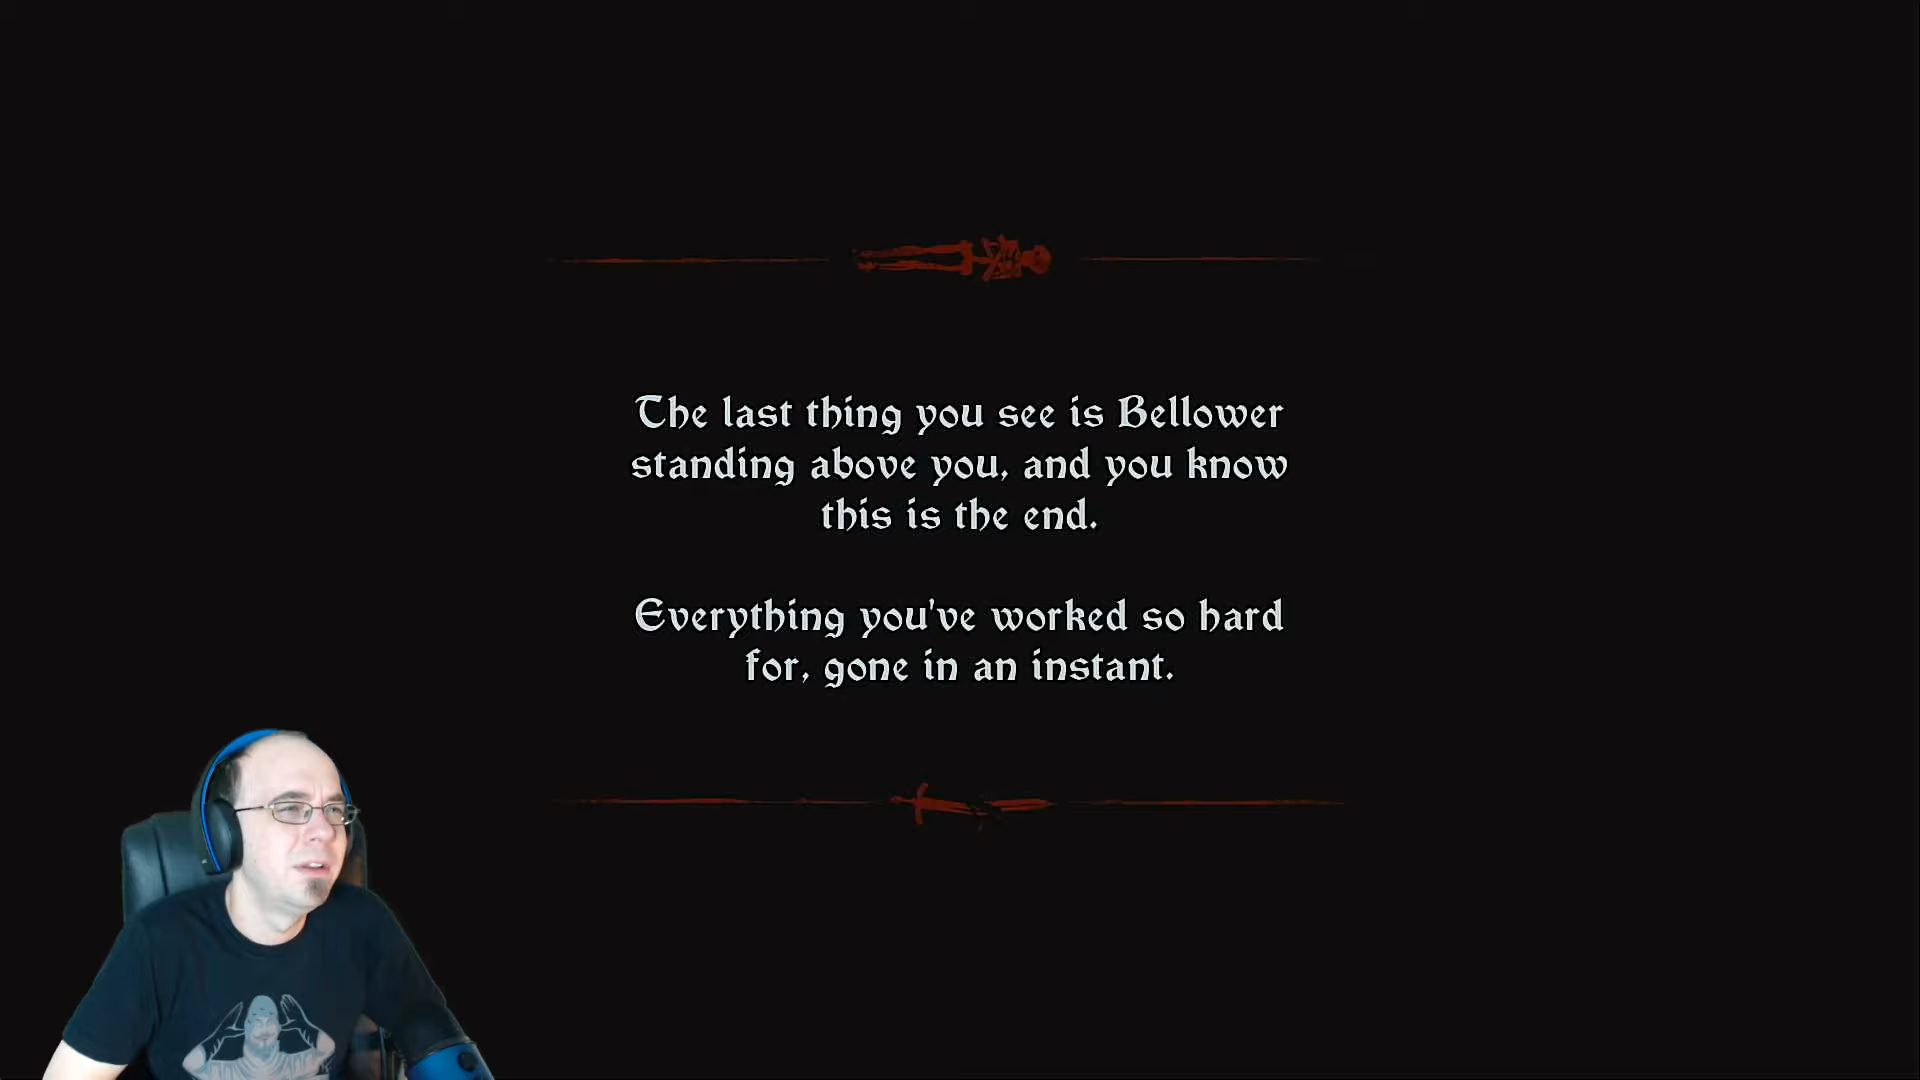 The last thing you see is Bellower
standing above you, and you know
this is the end.
Everything you've worked so hard
for, gone in an instant.